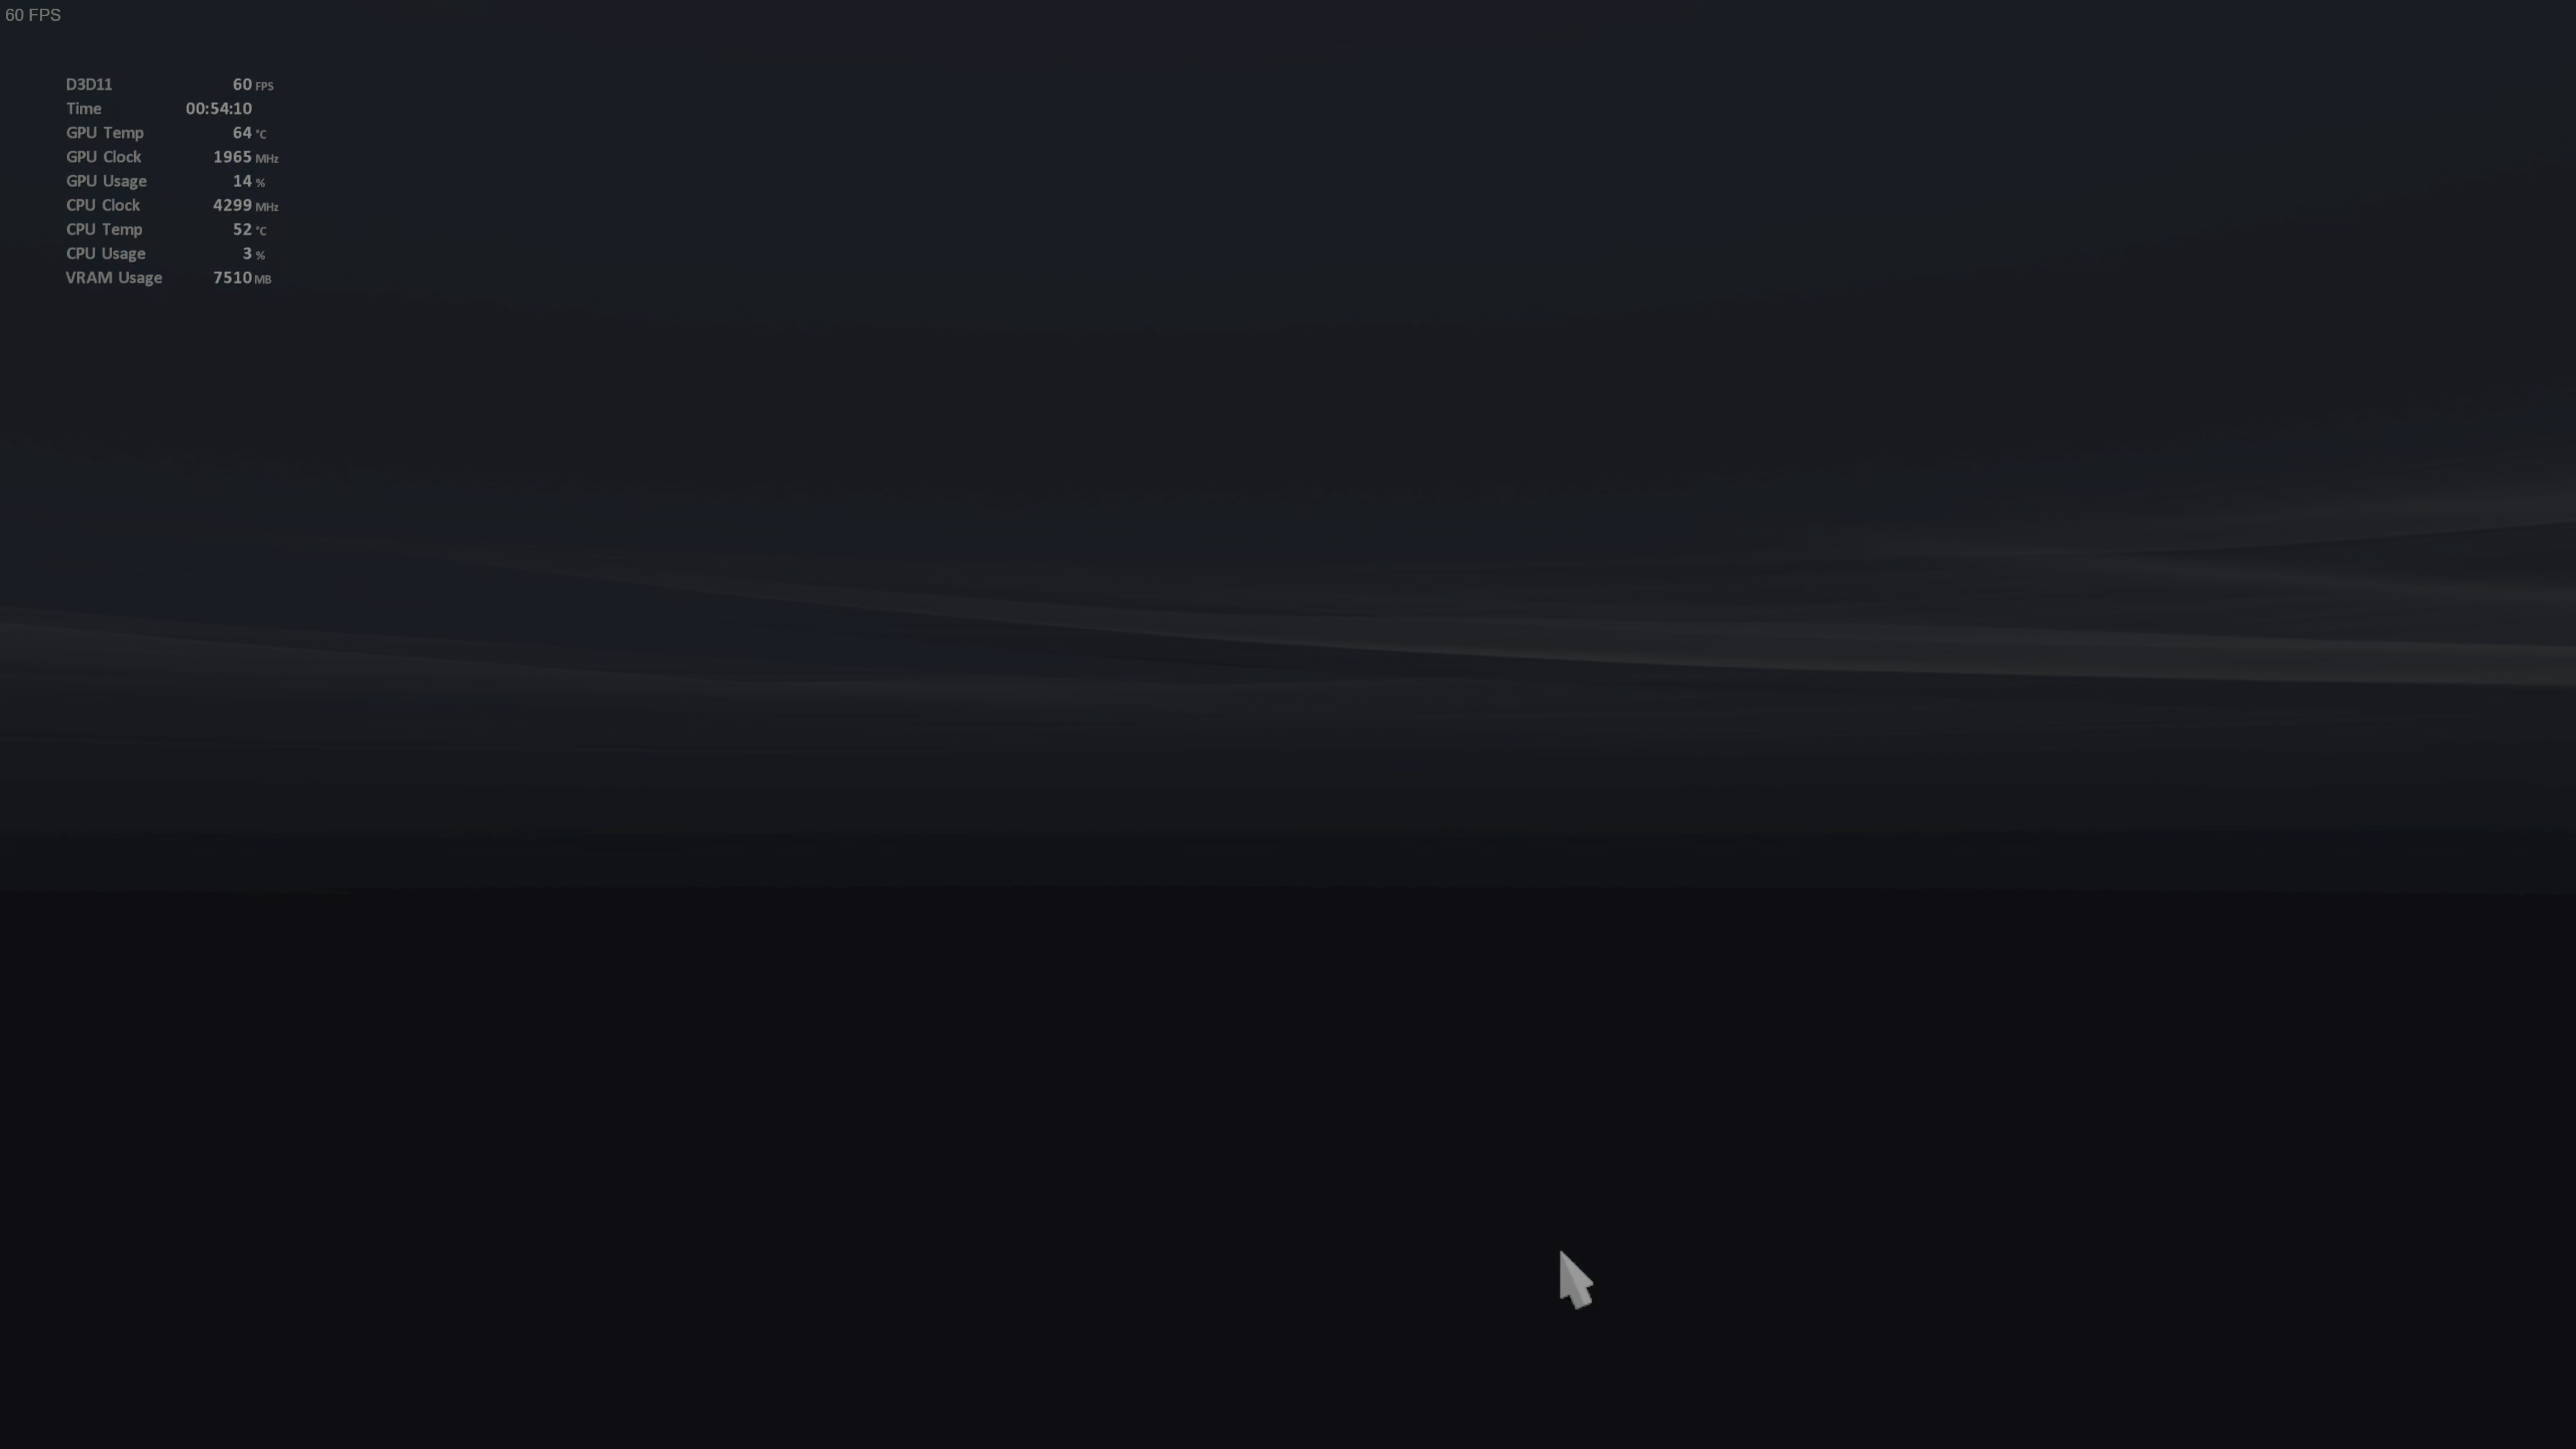 60 FPS
D3D11 60 FPS
Time 00:54:10
GPU Temp 64 °C
GPU Clock 1965 MHz
GPU Usage 14 %
CPU Clock 4299 MHz
CPU Temp 52 °C
CPU Usage 3 %
VRAM Usage 7510 MB